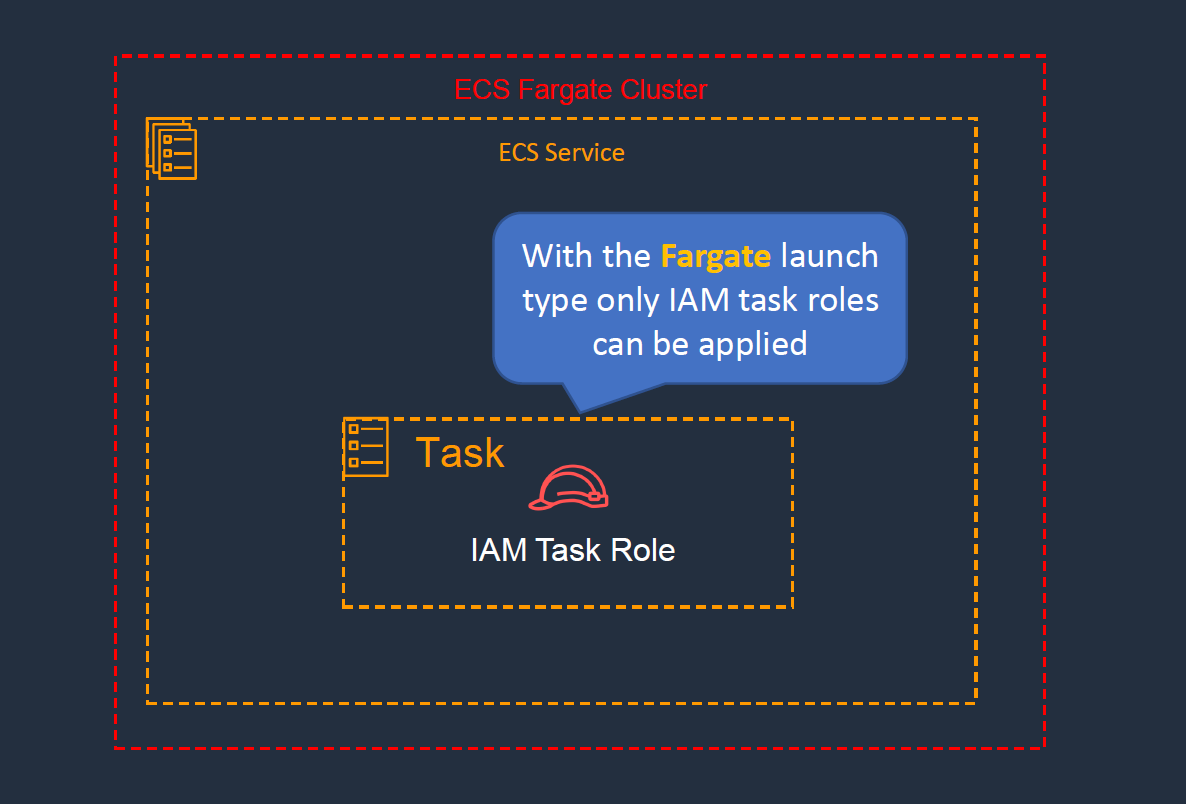 ECS Fargate Cluster
ECS Service
With the Fargate launch
type only IAM task roles
can be applied
Task
IAM Task Role